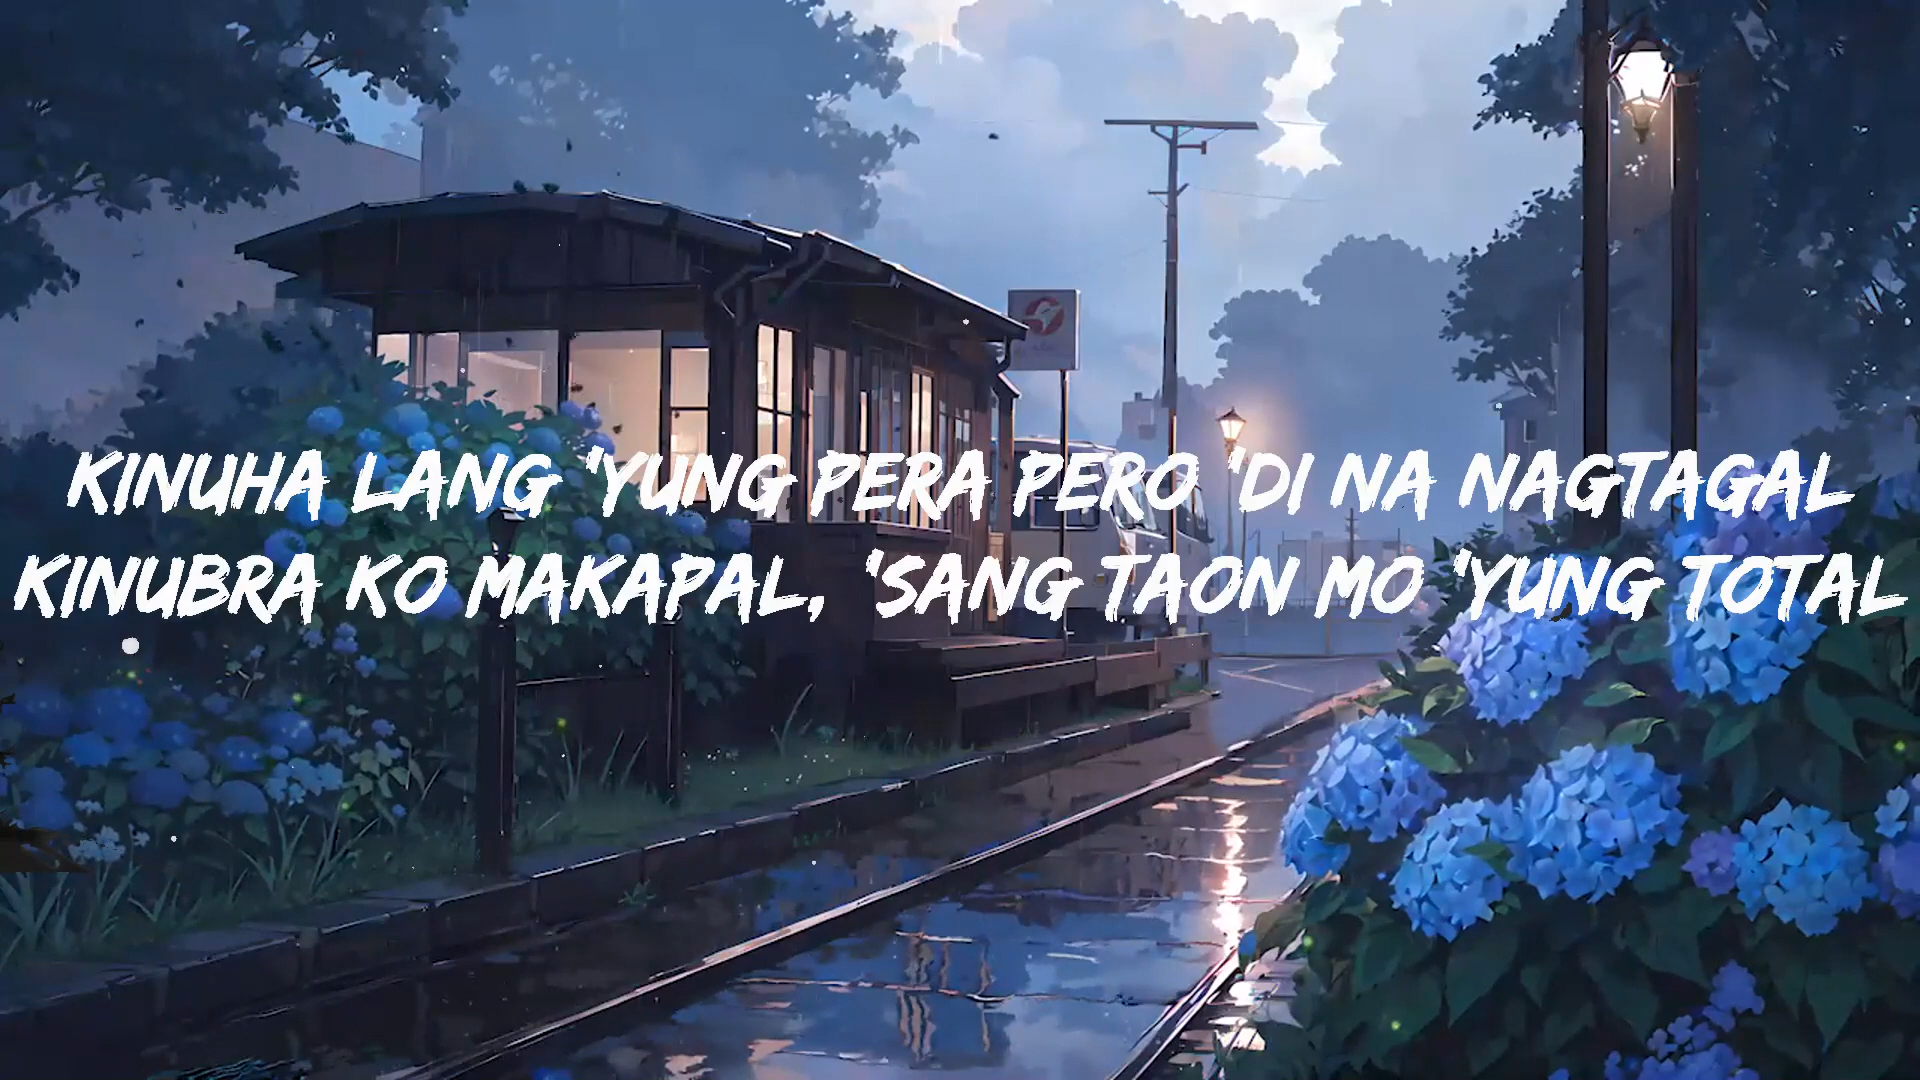 KINUHA LANG 'YUNG PERA PERO 'DI NA NAGTAGAL
KINUBRA KO MAKAPAL, 'SANG TAON MO 'YUNG TOTAL